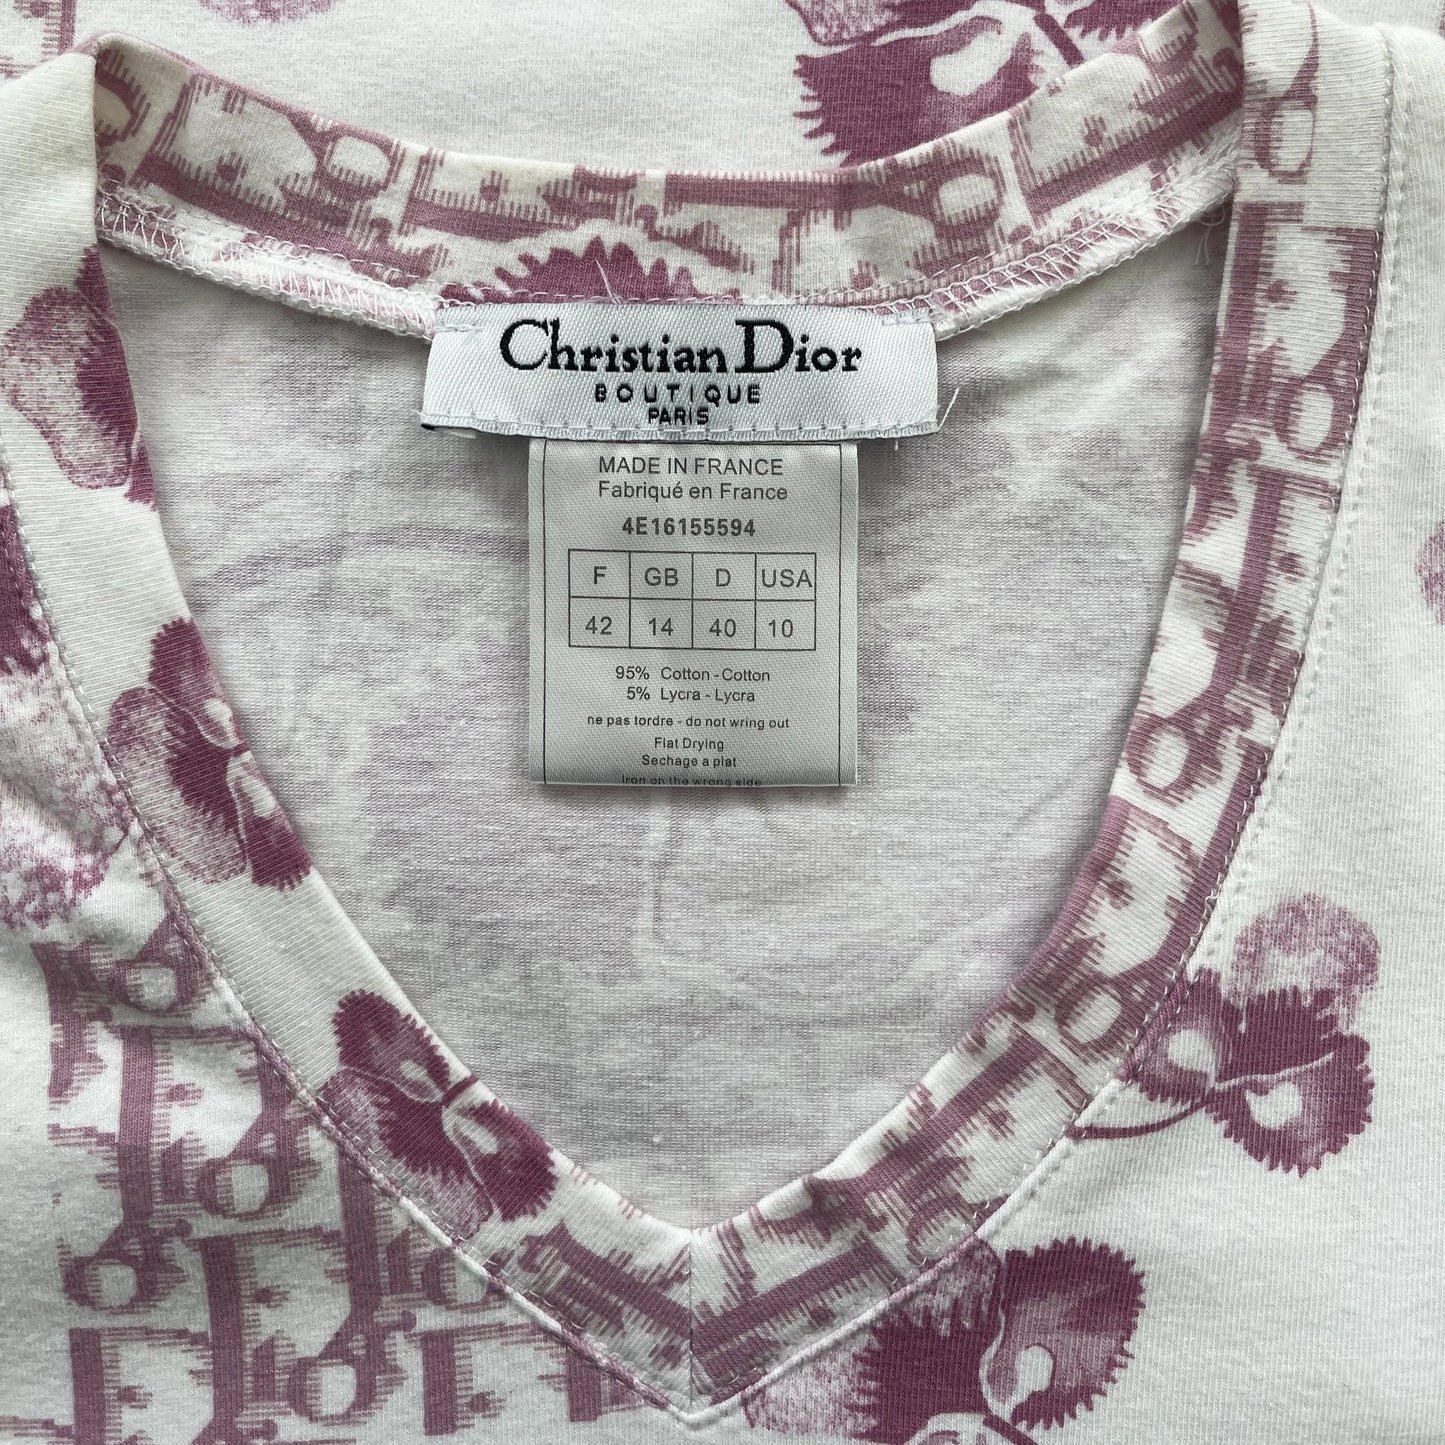 Christian Dior
BOUTIQUE
PARIS
MADE IN FRANCE
Fabriqué en France
4E16155594
F GB D USA
42 14 40 10
95% Cotton - Cotton
5% Lycra - Lycra
ne pas tordre - do not wring out
Flat Drying
Sechage a plat
Iron on the wrong side